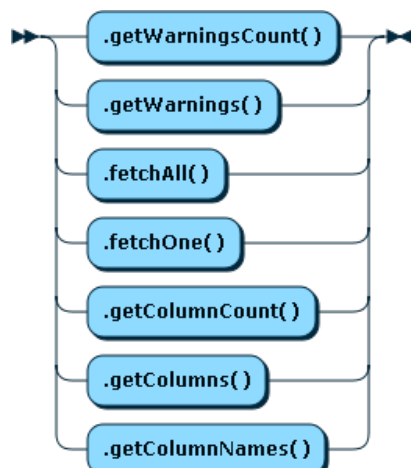 .getWarningsCount()
.getWarnings()
.fetchAll()
.fetchOne()
.getColumnCount()
.getColumns()
.getColumnNames()